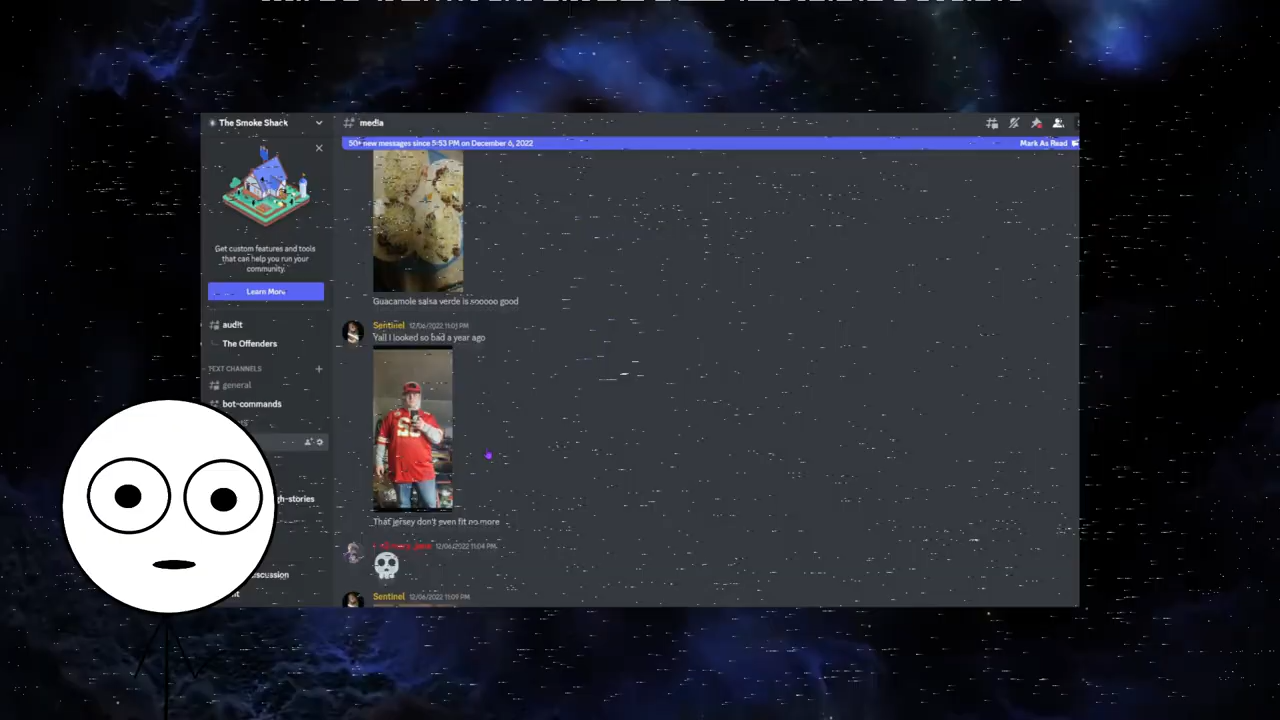 The Smoke Shack
media
50+ new messages since 5:53 PM on December 6, 2022
Mark As Read
Get custom features and tools
that can help you run your
community.
Learn More
audit
The Offenders
TEXT CHANNELS
general
bot-commands
gh-stories
iscussion
Guacamole salsa verde is sooooo good
Sentinel 12/06/2022 11:03 PM
Yall I looked so bad a year ago
That jersey don't even fit no more
12/06/2022 11:04 PM
Sentinel 12/06/2022 11:09 PM